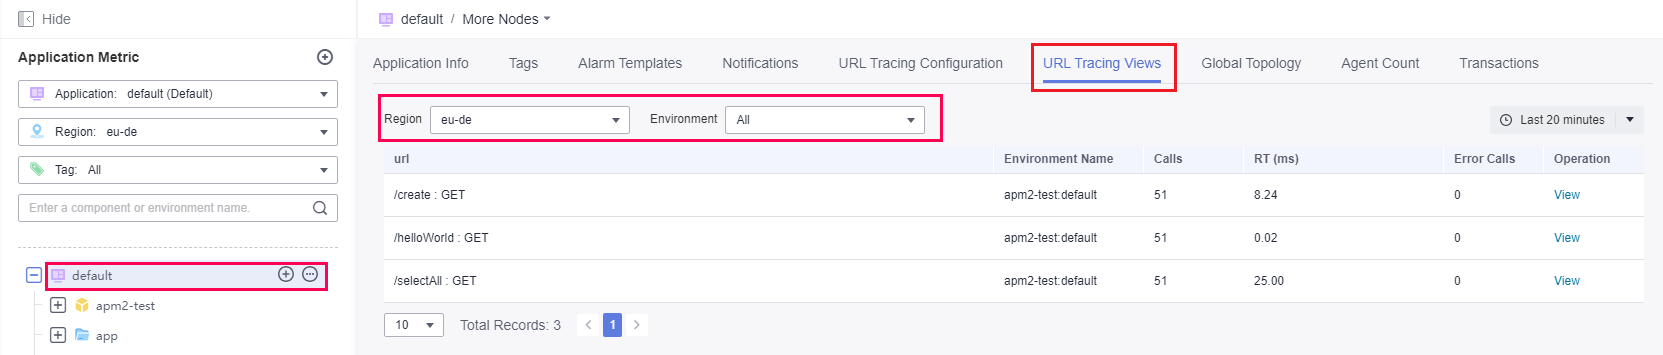 Hide
default / More Nodes
Application Metric
Application: default (Default)
Region: eu-de
Tag: All
Enter a component or environment name.
default
apm2-test
app
Application Info Tags Alarm Templates Notifications URL Tracing Configuration URL Tracing Views Global Topology Agent Count Transactions
Region eu-de Environment All Last 20 minutes
url Environment Name Calls RT (ms) Error Calls Operation
/create : GET apm2-test:default 51 8.24 0 View
/helloWorld : GET apm2-test:default 51 0.02 0 View
/selectAll : GET apm2-test:default 51 25.00 0 View
10 Total Records: 3 < 1 >